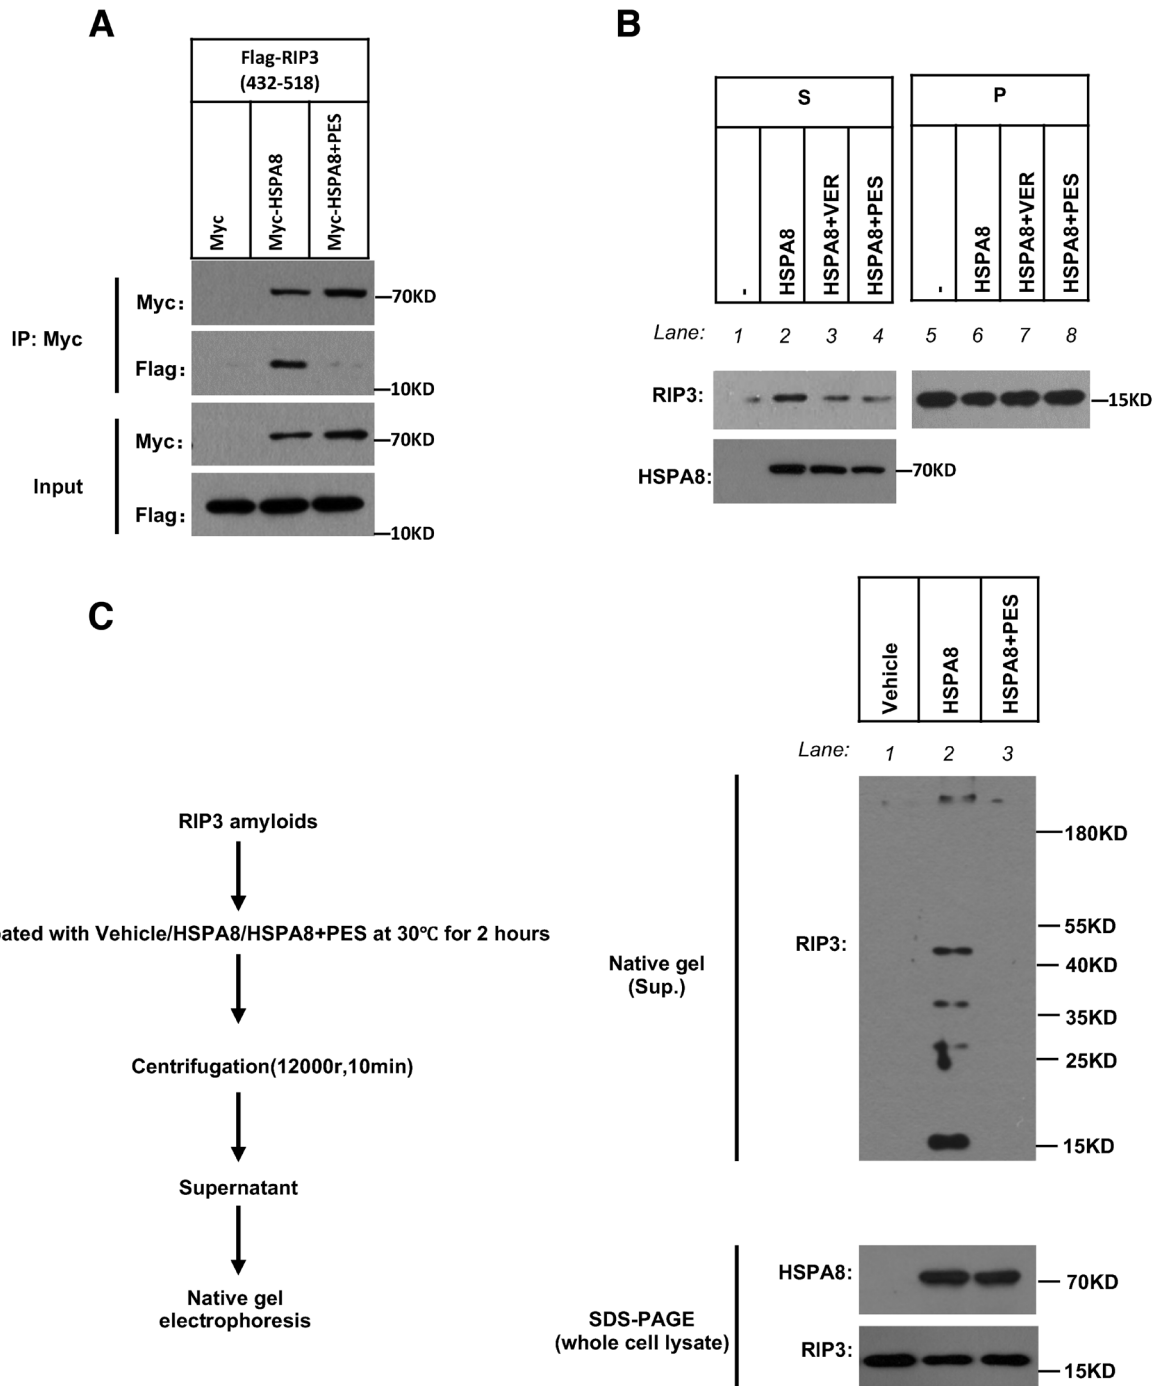 A
Flag-RIP3
(432-518)
Myc
Myc-HSPA8
Myc-HSPA8+PES
IP: Myc
Myc:
70KD
Flag:
10KD
Input
Myc:
70KD
Flag:
10KD
B
S
P
-
HSPA8
HSPA8+VER
HSPA8+PES
-
HSPA8
HSPA8+VER
HSPA8+PES
Lane: 1 2 3 4 5 6 7 8
RIP3:
15KD
HSPA8:
70KD
C
RIP3 amyloids
with Vehicle/HSPA8/HSPA8+PES at 30℃ for 2 hours
Centrifugation(12000r,10min)
Supernatant
Native gel
electrophoresis
Vehicle
HSPA8
HSPA8+PES
Lane: 1 2 3
Native gel
(Sup.)
RIP3:
180KD
55KD
40KD
35KD
25KD
15KD
SDS-PAGE
(whole cell lysate)
HSPA8:
70KD
RIP3:
15KD